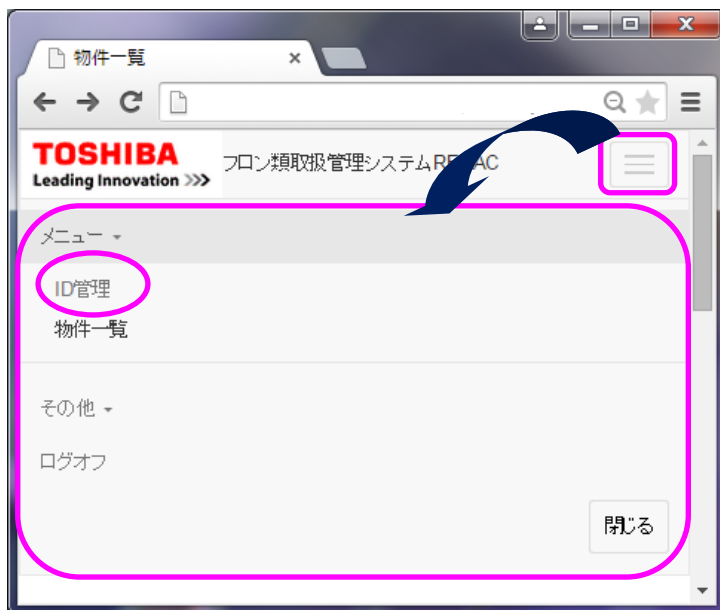 物件一覧
TOSHIBA
Leading Innovation >>>
フロン類取扱管理システム
メニュー
ID管理
物件一覧
その他
ログオフ
閉じる